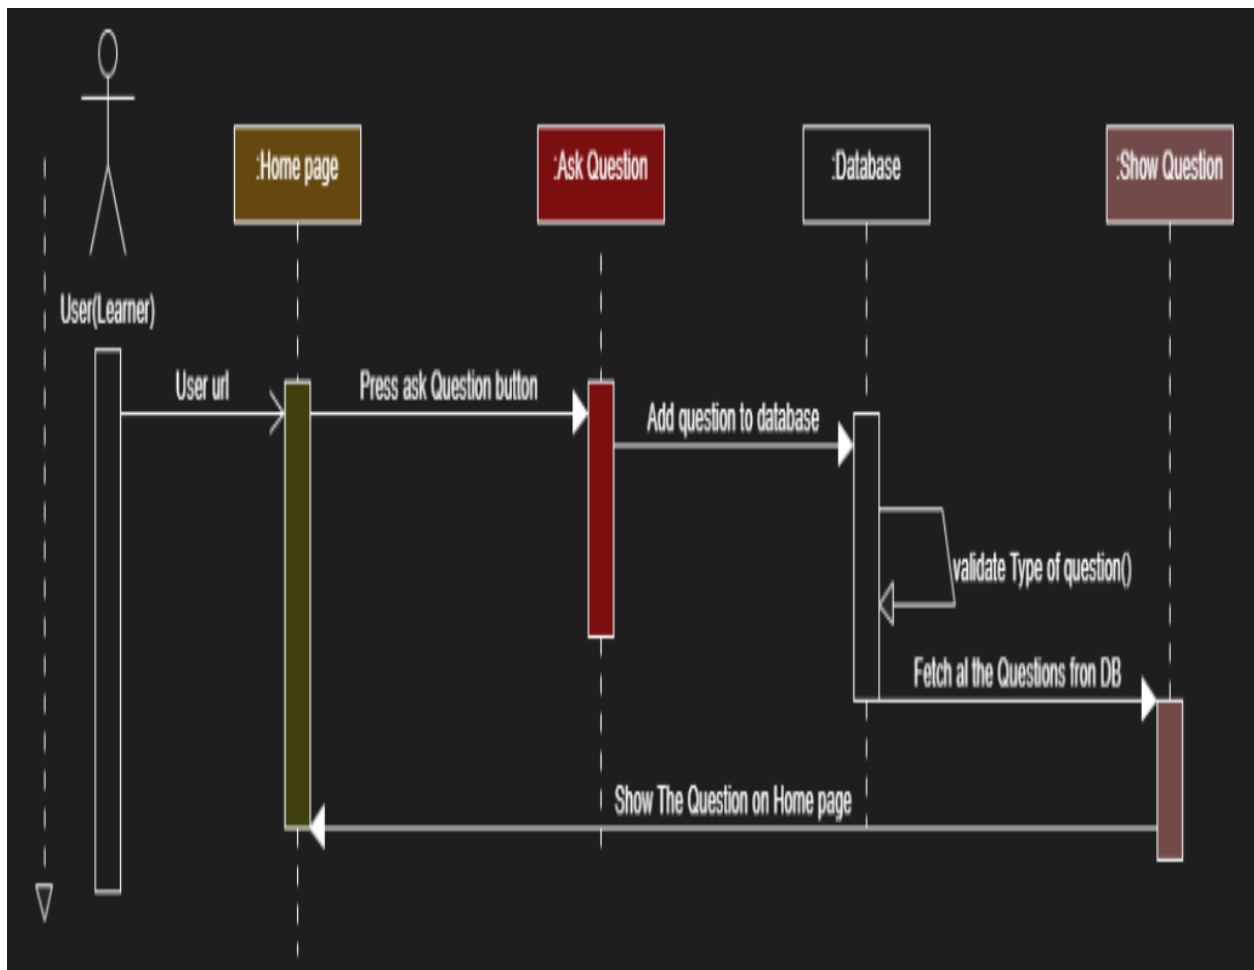 :Home page
:Ask Question
:Database
:Show Question
User(Learner)
User url
Press ask Question button
Add question to database
validate Type of question()
Fetch al the Questions fron DB
Show The Question on Home page